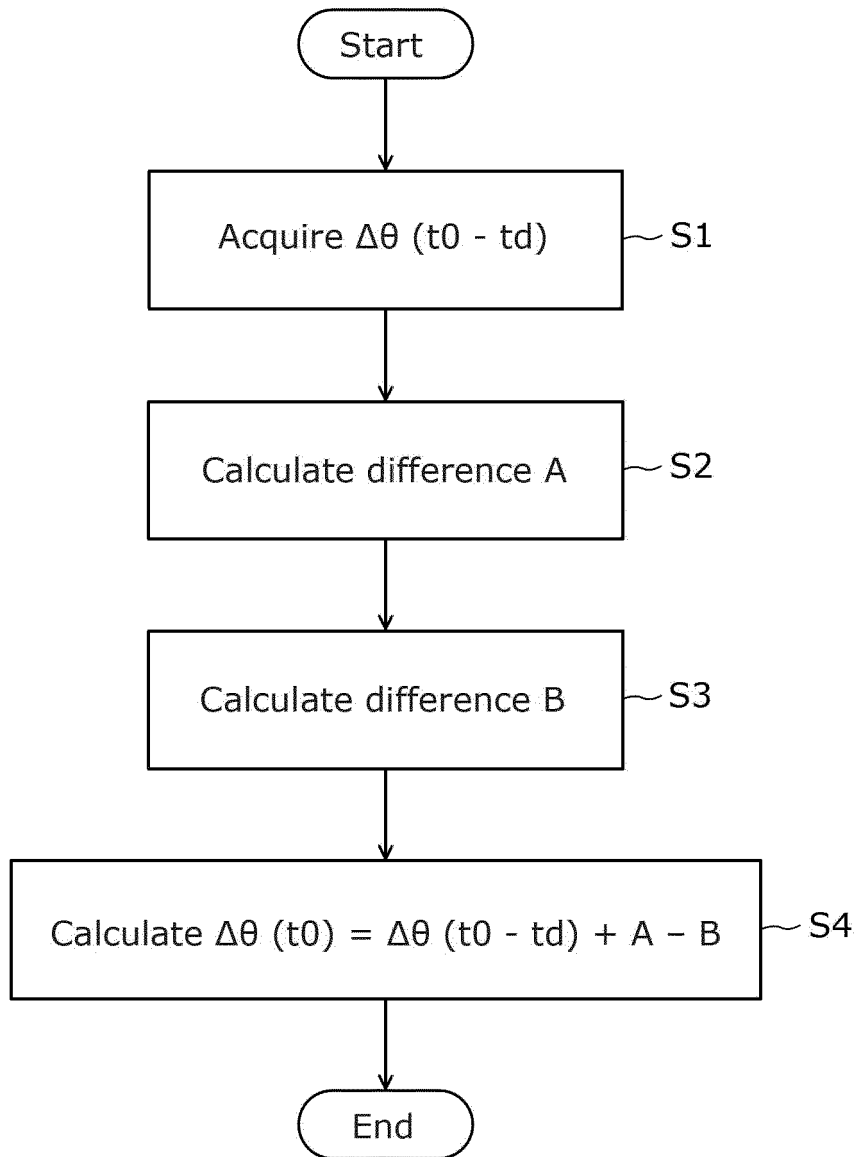 Start
Acquire Δθ (t0 - td)
S1
Calculate difference A
S2
Calculate difference B
S3
Calculate Δθ (t0) = Δθ (t0 - td) + A – B
S4
End